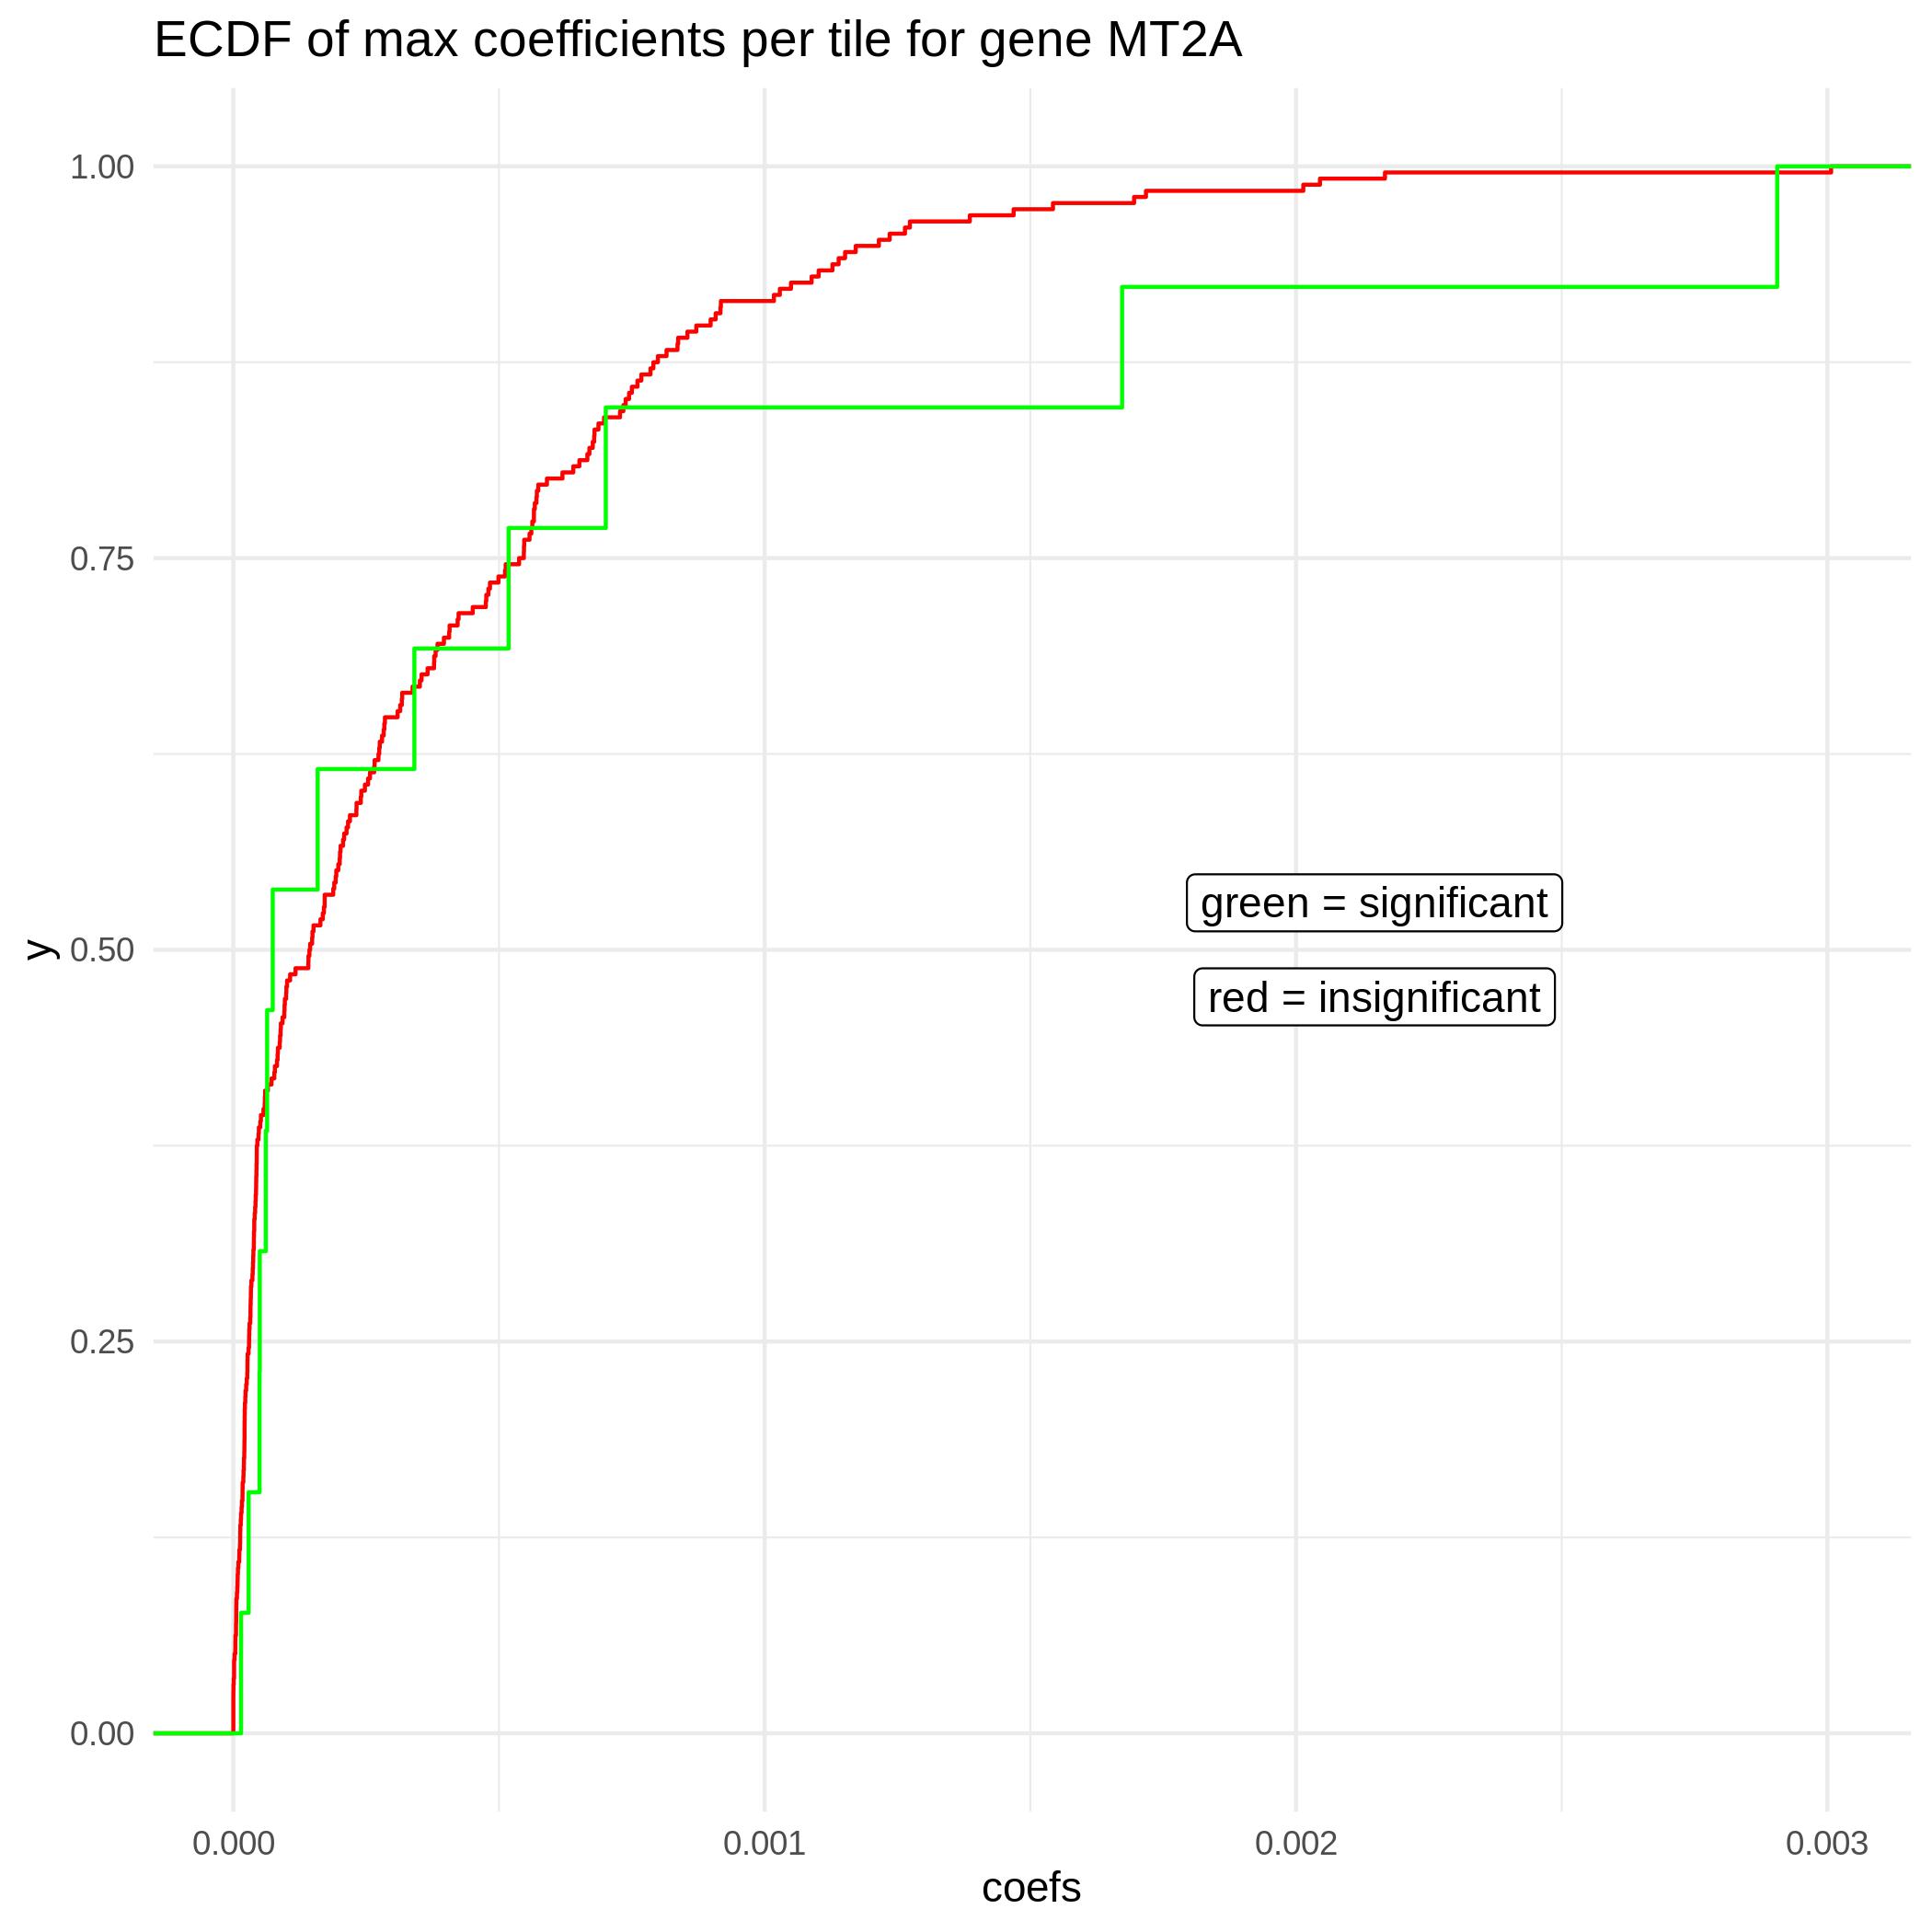 ECDF of max coefficients per tile for gene MT2A
1.00
0.75
0.50
0.25
0.00
y
green = significant
red = insignificant
0.000 0.001 0.002 0.003
coefs